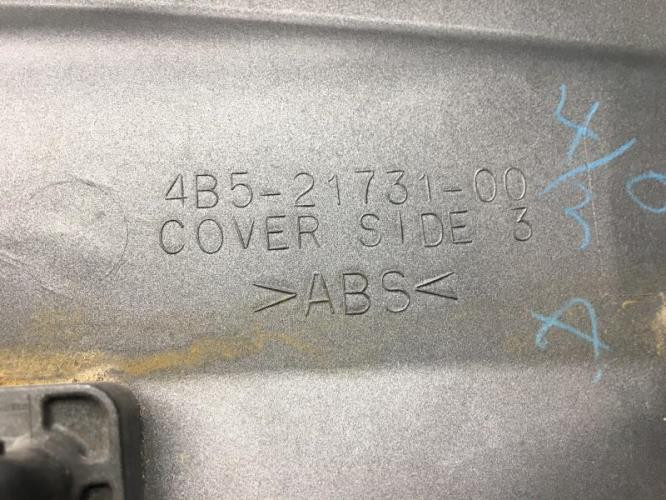 4B5-21731-00
COVER SIDE 3
>ABS<